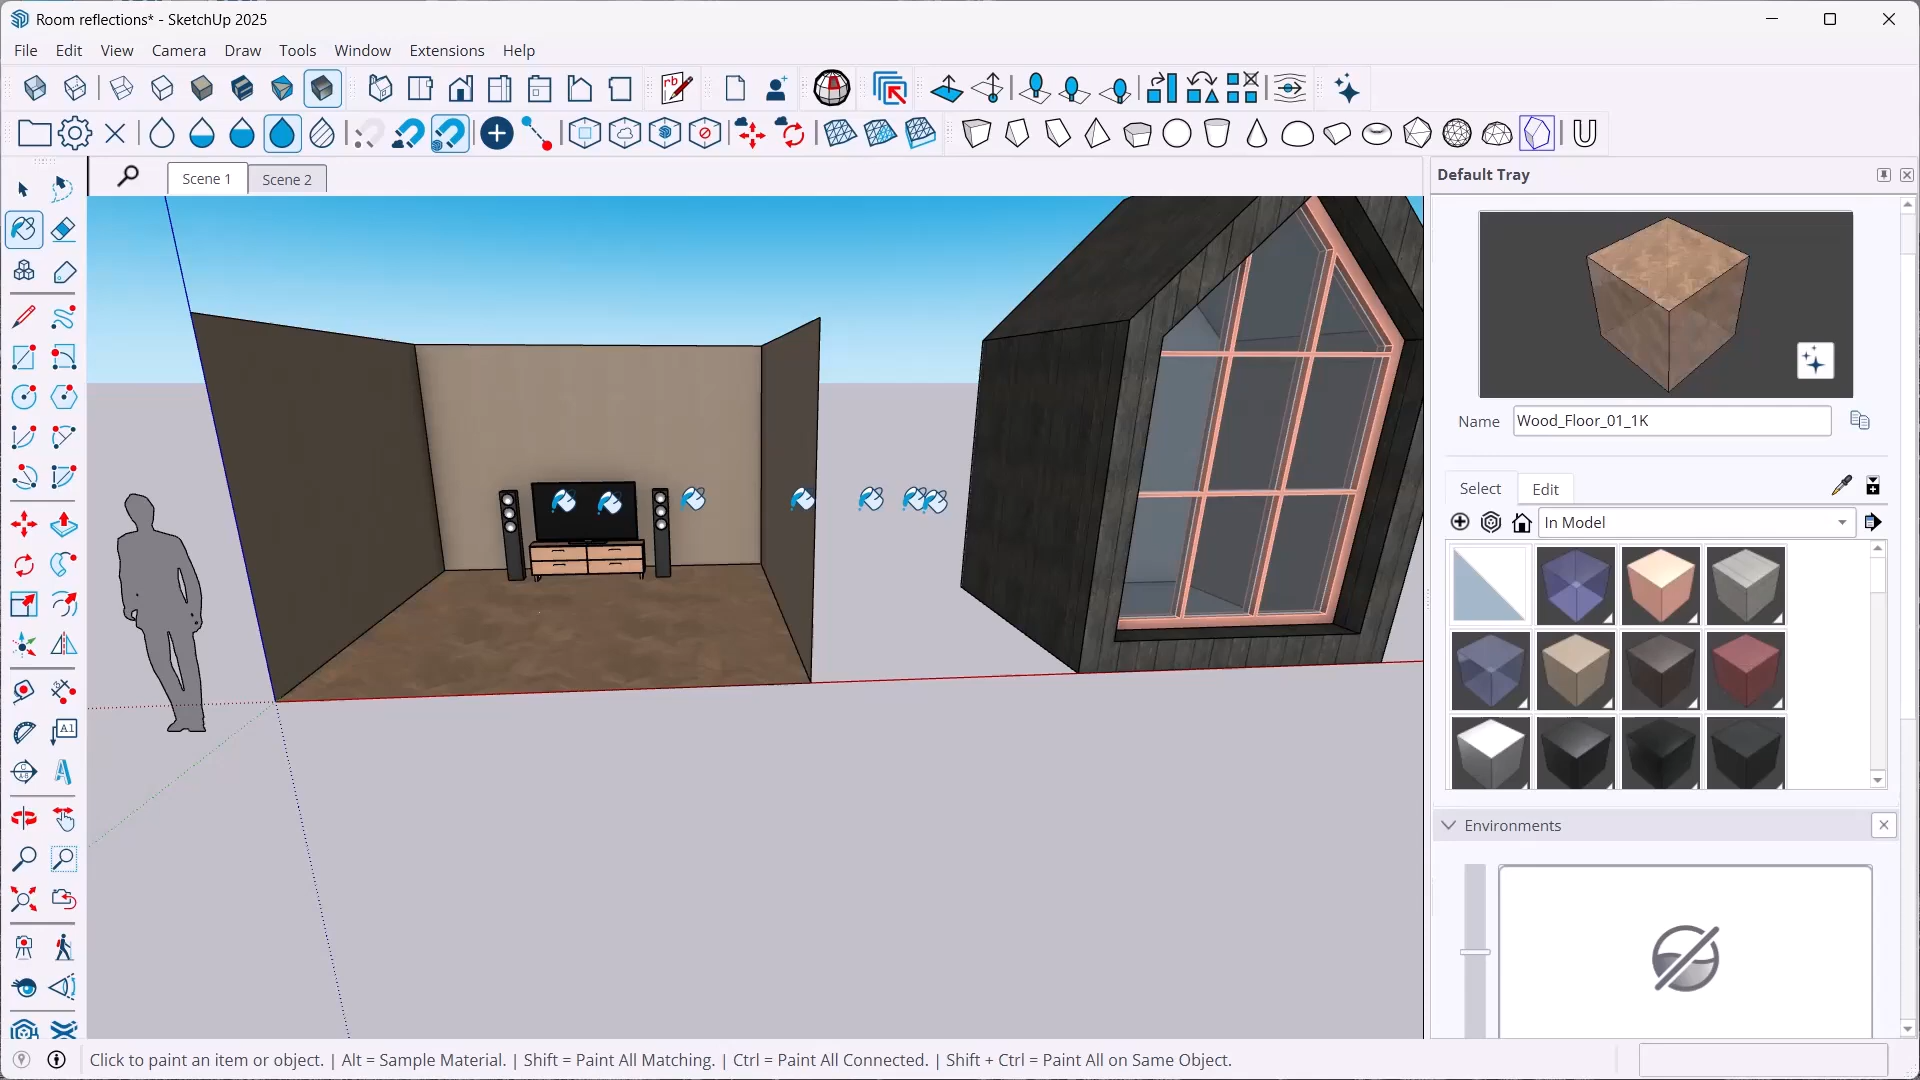 Room reflections* - SketchUp 2025
File Edit View Camera Draw Tools Window Extensions Help
rb
Scene 1 Scene 2
Default Tray
Name Wood_Floor_01_1K
Select Edit
In Model
A1
A
Environments
Click to paint an item or object. | Alt = Sample Material. | Shift = Paint All Matching. | Ctrl = Paint All Connected. | Shift + Ctrl = Paint All on Same Object.